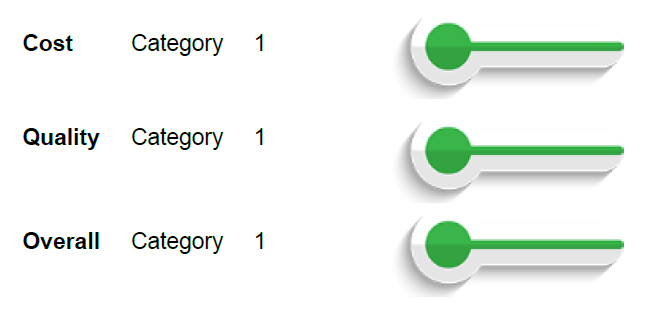 Cost Category 1
Quality Category 1
Overall Category 1